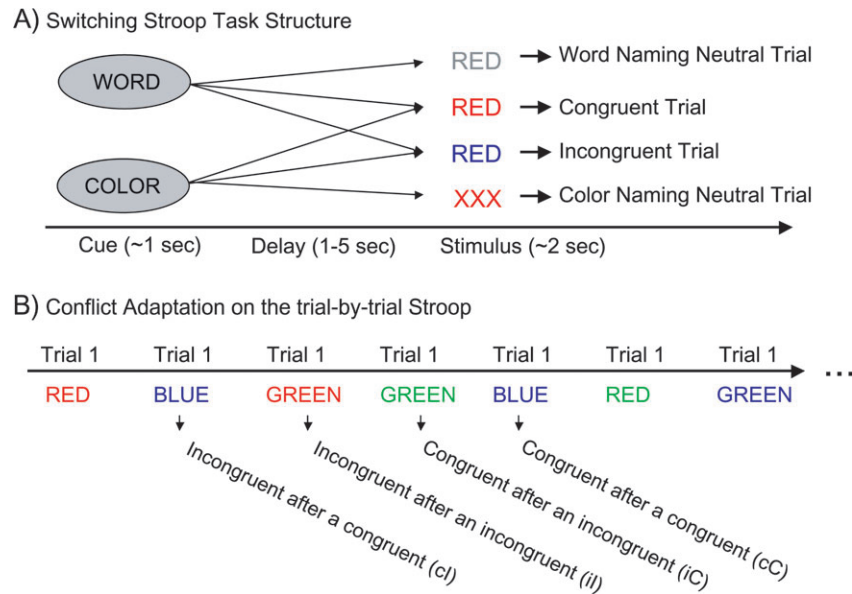 A) Switching Stroop Task Structure
WORD
COLOR
RED Word Naming Neutral Trial
RED Congruent Trial
RED Incongruent Trial
XXX Color Naming Neutral Trial
Cue (~1 sec) Delay (1-5 sec) Stimulus (~2 sec)
B) Conflict Adaptation on the trial-by-trial Stroop
Trial 1 Trial 1 Trial 1 Trial 1 Trial 1 Trial 1 Trial 1
RED BLUE GREEN GREEN BLUE RED GREEN ...
Incongruent after a congruent (cI)
Incongruent after an incongruent (iI)
Congruent after an incongruent (iC)
Congruent after a congruent (cC)